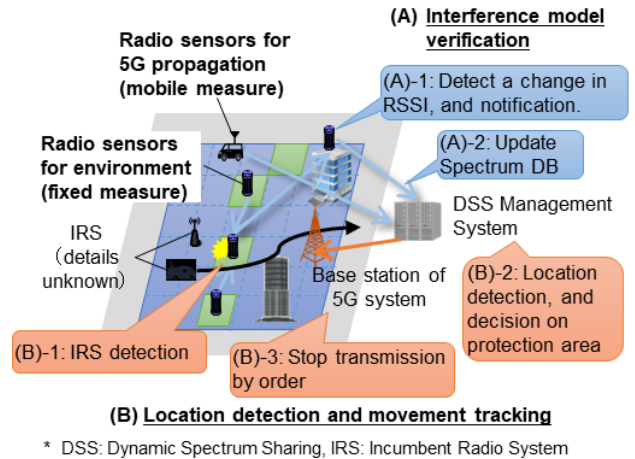 (A) Interference model
verification
Radio sensors for
5G propagation
(mobile measure)
(A)-1: Detect a change in
RSSI, and notification.
Radio sensors
for environment
(fixed measure)
(A)-2: Update
Spectrum DB
DSS Management
System
IRS
(details
unknown)
Base station of
5G system
(B)-2: Location
detection, and
decision on
protection area
(B)-1: IRS detection
(B)-3: Stop transmission
by order
(B) Location detection and movement tracking
* DSS: Dynamic Spectrum Sharing, IRS: Incumbent Radio System